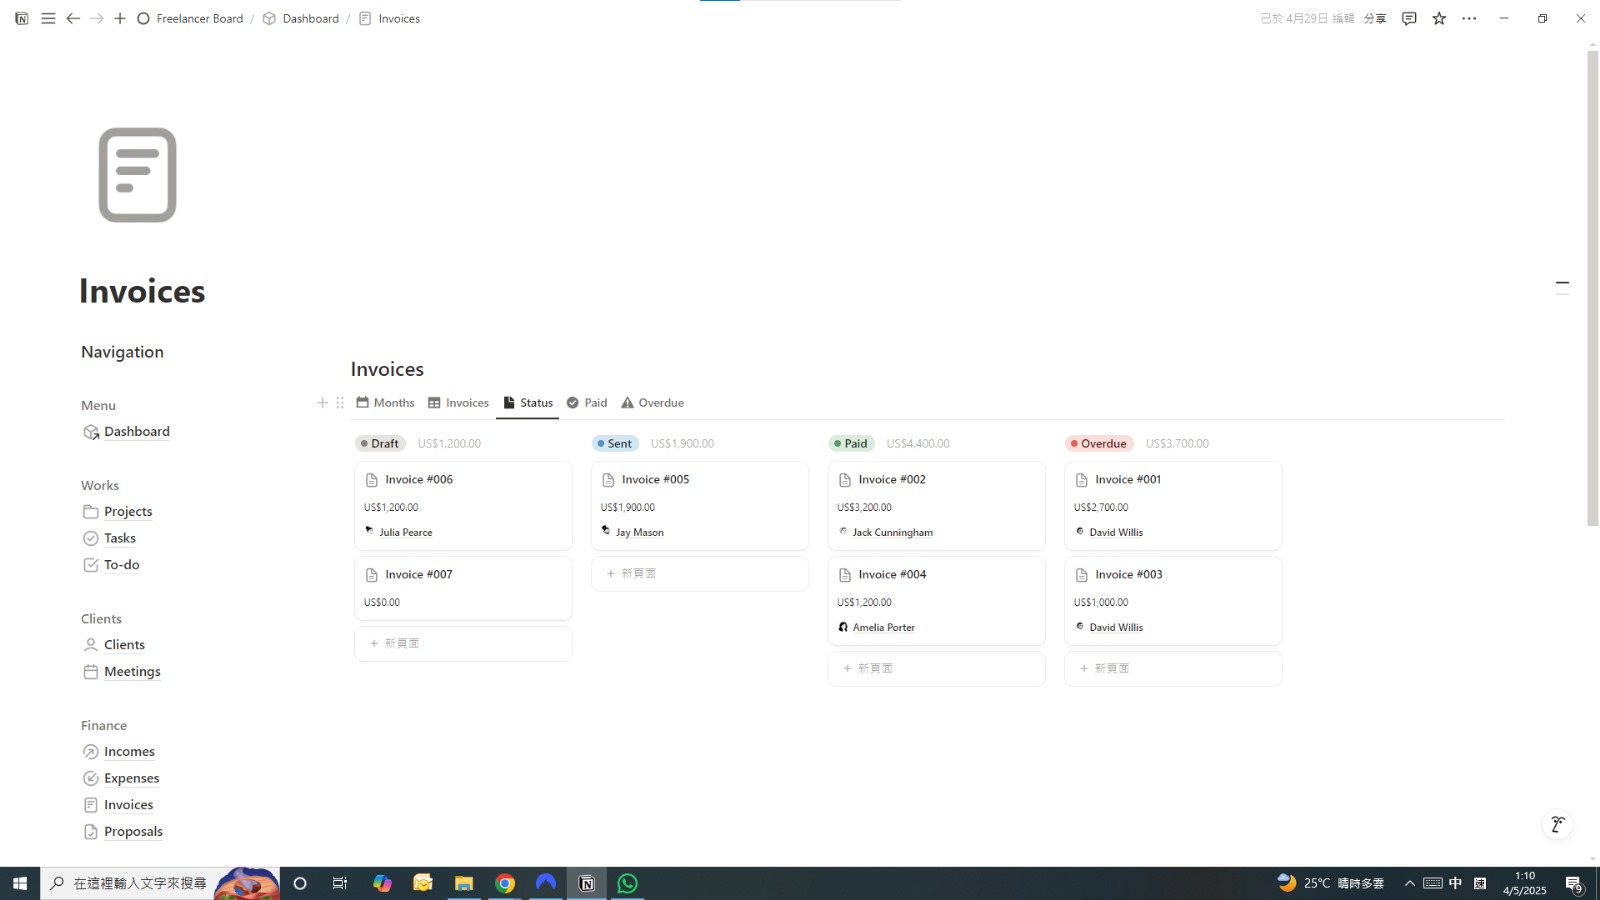 Freelancer Board / Dashboard / Invoices
已於 4月29日 編輯 分享
Invoices
Navigation
Menu
Dashboard
Works
Projects
Tasks
To-do
Clients
Clients
Meetings
Finance
Incomes
Expenses
Invoices
Proposals
Invoices
Months Invoices Status Paid Overdue
Draft US$1,200.00
Invoice #006
US$1,200.00
Julia Pearce
Invoice #007
US$0.00
+ 新頁面
Sent US$1,900.00
Invoice #005
US$1,900.00
Jay Mason
+ 新頁面
Paid US$4,400.00
Invoice #002
US$3,200.00
Jack Cunningham
Invoice #004
US$1,200.00
Amelia Porter
+ 新頁面
Overdue US$3,700.00
Invoice #001
US$2,700.00
David Willis
Invoice #003
US$1,000.00
David Willis
+ 新頁面
在這裡輸入文字來搜尋
25°C 晴時多雲
中
1:10
4/5/2025
9